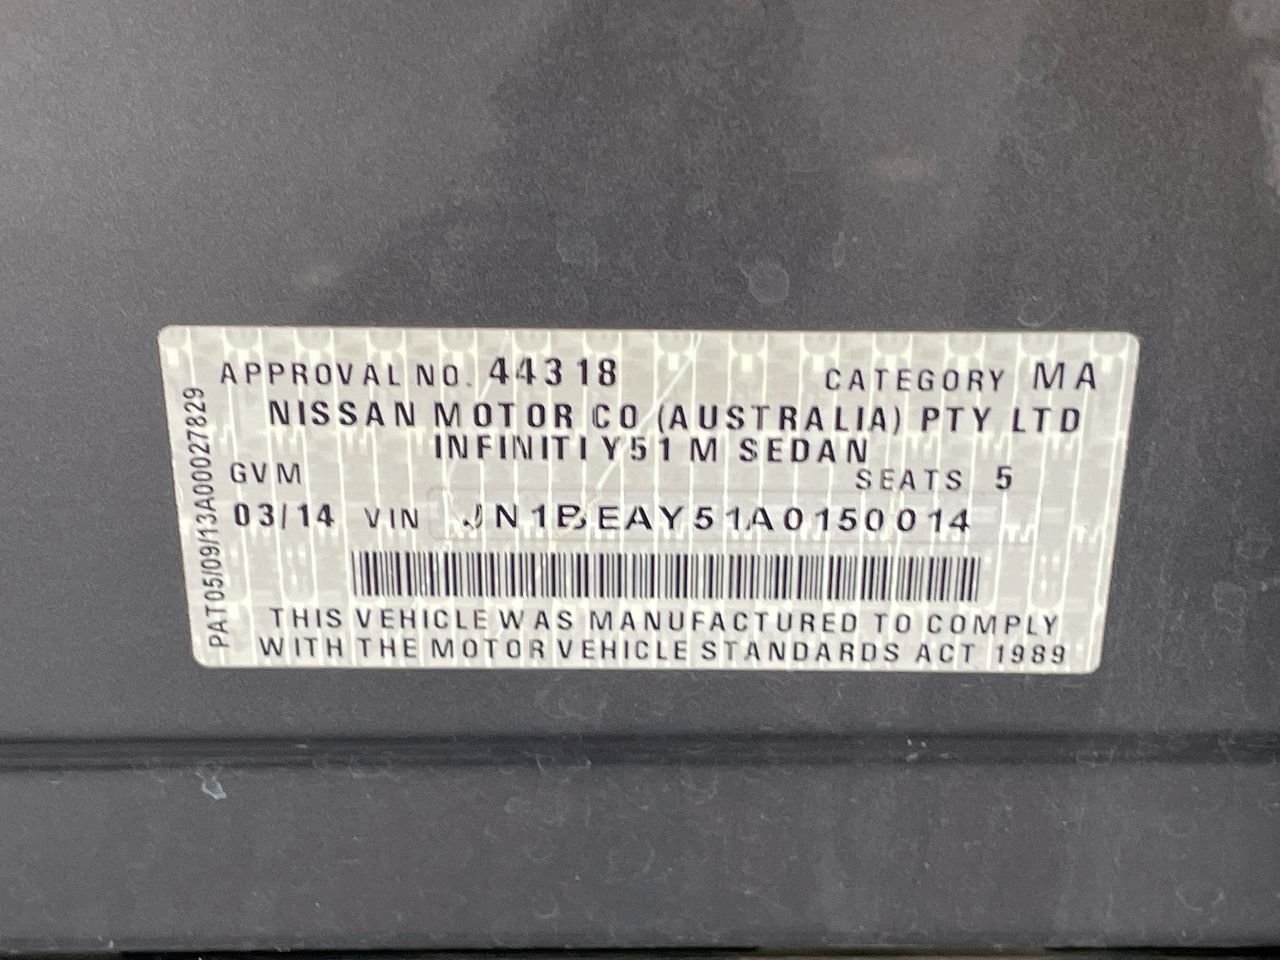 APPROVAL NO. 44318 CATEGORY MA
NISSAN MOTOR CO (AUSTRALIA) PTY LTD
INFINITI Y51 M SEDAN
GVM SEATS 5
03/14 VIN JN1BEAY51A0150014
THIS VEHICLE WAS MANUFACTURED TO COMPLY
WITH THE MOTOR VEHICLE STANDARDS ACT 1989
PAT05/09/13A00027829